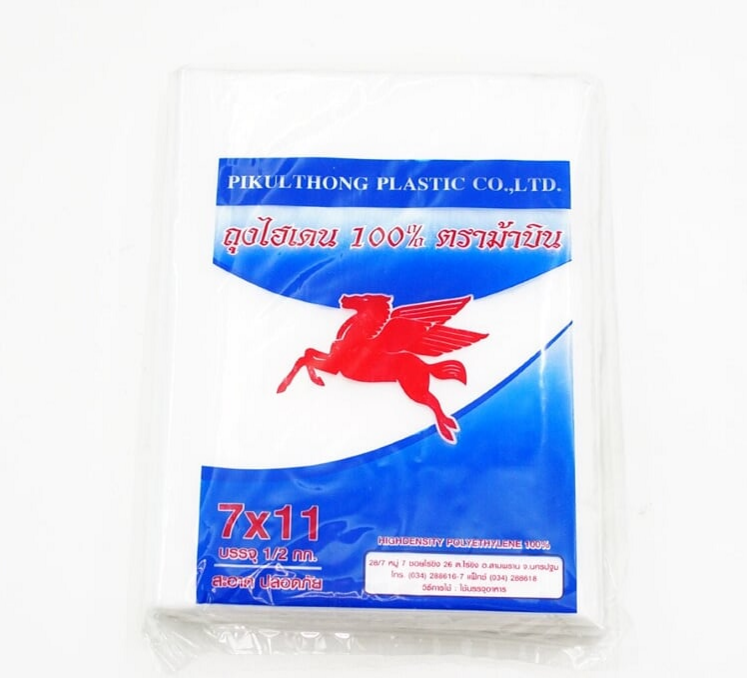 PIKULTHONG PLASTIC CO.,LTD.
ถุงไฮเดน 100% ตราม้าบิน
7x11
บรรจุ 1/2 กก.
สะอาด ปลอดภัย
HIGHDENSITY POLYETHYLENE 100%
28/7 หมู่ 7 ซอยไร่ขิง 26 ต.ไร่ขิง อ.สามพราน จ.นครปฐม
โทร. (034) 288616-7 แฟ็กซ์ (034) 288618
วิธีการใช้ : ใช้บรรจุอาหาร